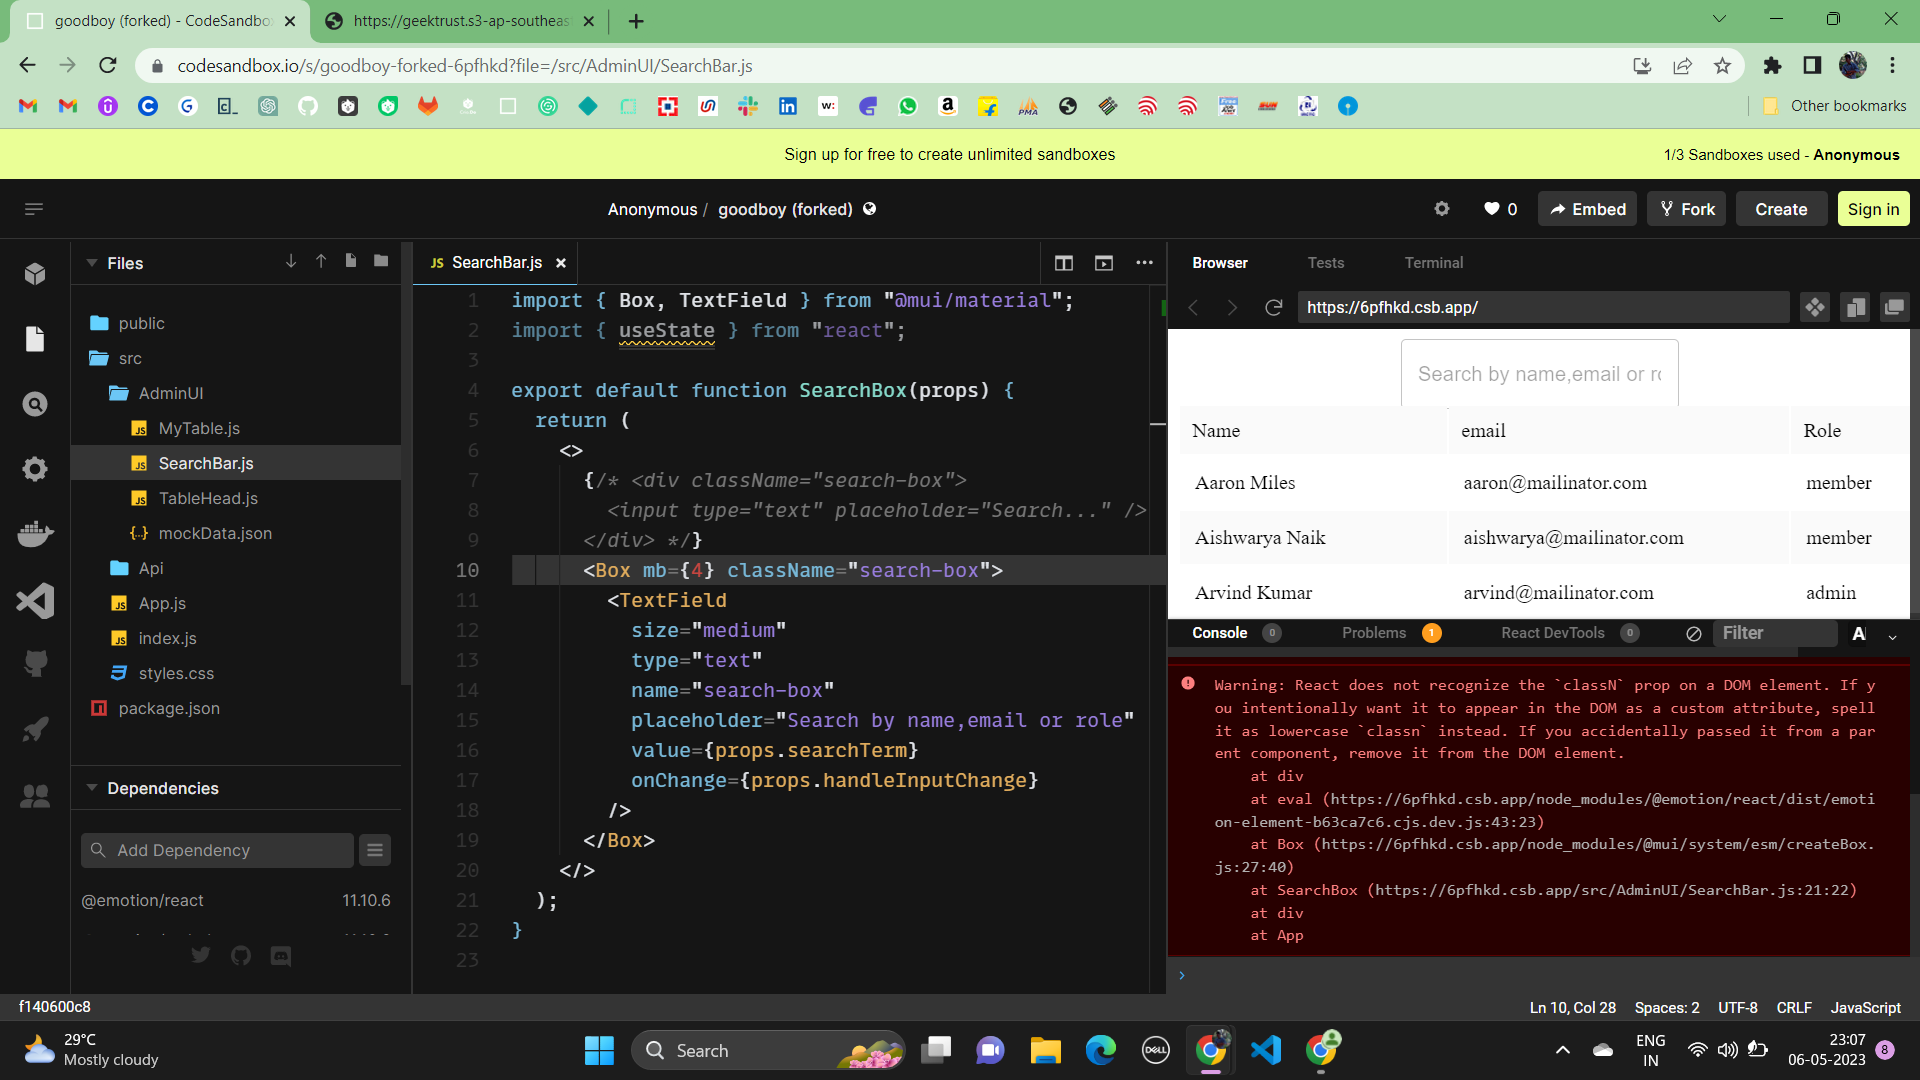 goodboy (forked) - CodeSandbo
https://geektrust.s3-ap-southeas
codesandbox.io/s/goodboy-forked-6pfhkd?file=/src/AdminUI/SearchBar.js
Other bookmarks
Sign up for free to create unlimited sandboxes
1/3 Sandboxes used - Anonymous
Anonymous / goodboy (forked)
0
Embed
Fork
Create
Sign in
Files
public
src
AdminUI
JS MyTable.js
JS SearchBar.js
JS TableHead.js
{..} mockData.json
Api
JS App.js
JS index.js
styles.css
package.json
Dependencies
Add Dependency
@emotion/react 11.10.6
JS SearchBar.js
1 import { Box, TextField } from "@mui/material";
2 import { useState } from "react";
3
4 export default function SearchBox(props) {
5 return (
6 <>
7 {/* <div className="search-box">
8 <input type="text" placeholder="Search..." />
9 </div> */}
10 <Box mb={4} className="search-box">
11 <TextField
12 size="medium"
13 type="text"
14 name="search-box"
15 placeholder="Search by name,email or role"
16 value={props.searchTerm}
17 onChange={props.handleInputChange}
18 />
19 </Box>
20 </>
21 );
22 }
23
Browser
Tests
Terminal
https://6pfhkd.csb.app/
Search by name,email or ro
Name email Role
Aaron Miles aaron@mailinator.com member
Aishwarya Naik aishwarya@mailinator.com member
Arvind Kumar arvind@mailinator.com admin
Console 0
Problems 1
React DevTools 0
Filter
Al
Warning: React does not recognize the `classN` prop on a DOM element. If y
ou intentionally want it to appear in the DOM as a custom attribute, spell
it as lowercase `classn` instead. If you accidentally passed it from a par
ent component, remove it from the DOM element.
at div
at eval (https://6pfhkd.csb.app/node_modules/@emotion/react/dist/emoti
on-element-b63ca7c6.cjs.dev.js:43:23)
at Box (https://6pfhkd.csb.app/node_modules/@mui/system/esm/createBox.
js:27:40)
at SearchBox (https://6pfhkd.csb.app/src/AdminUI/SearchBar.js:21:22)
at div
at App
f140600c8
Ln 10, Col 28
Spaces: 2
UTF-8
CRLF
JavaScript
29°C
Mostly cloudy
Search
DELL
ENG
IN
23:07
06-05-2023
8